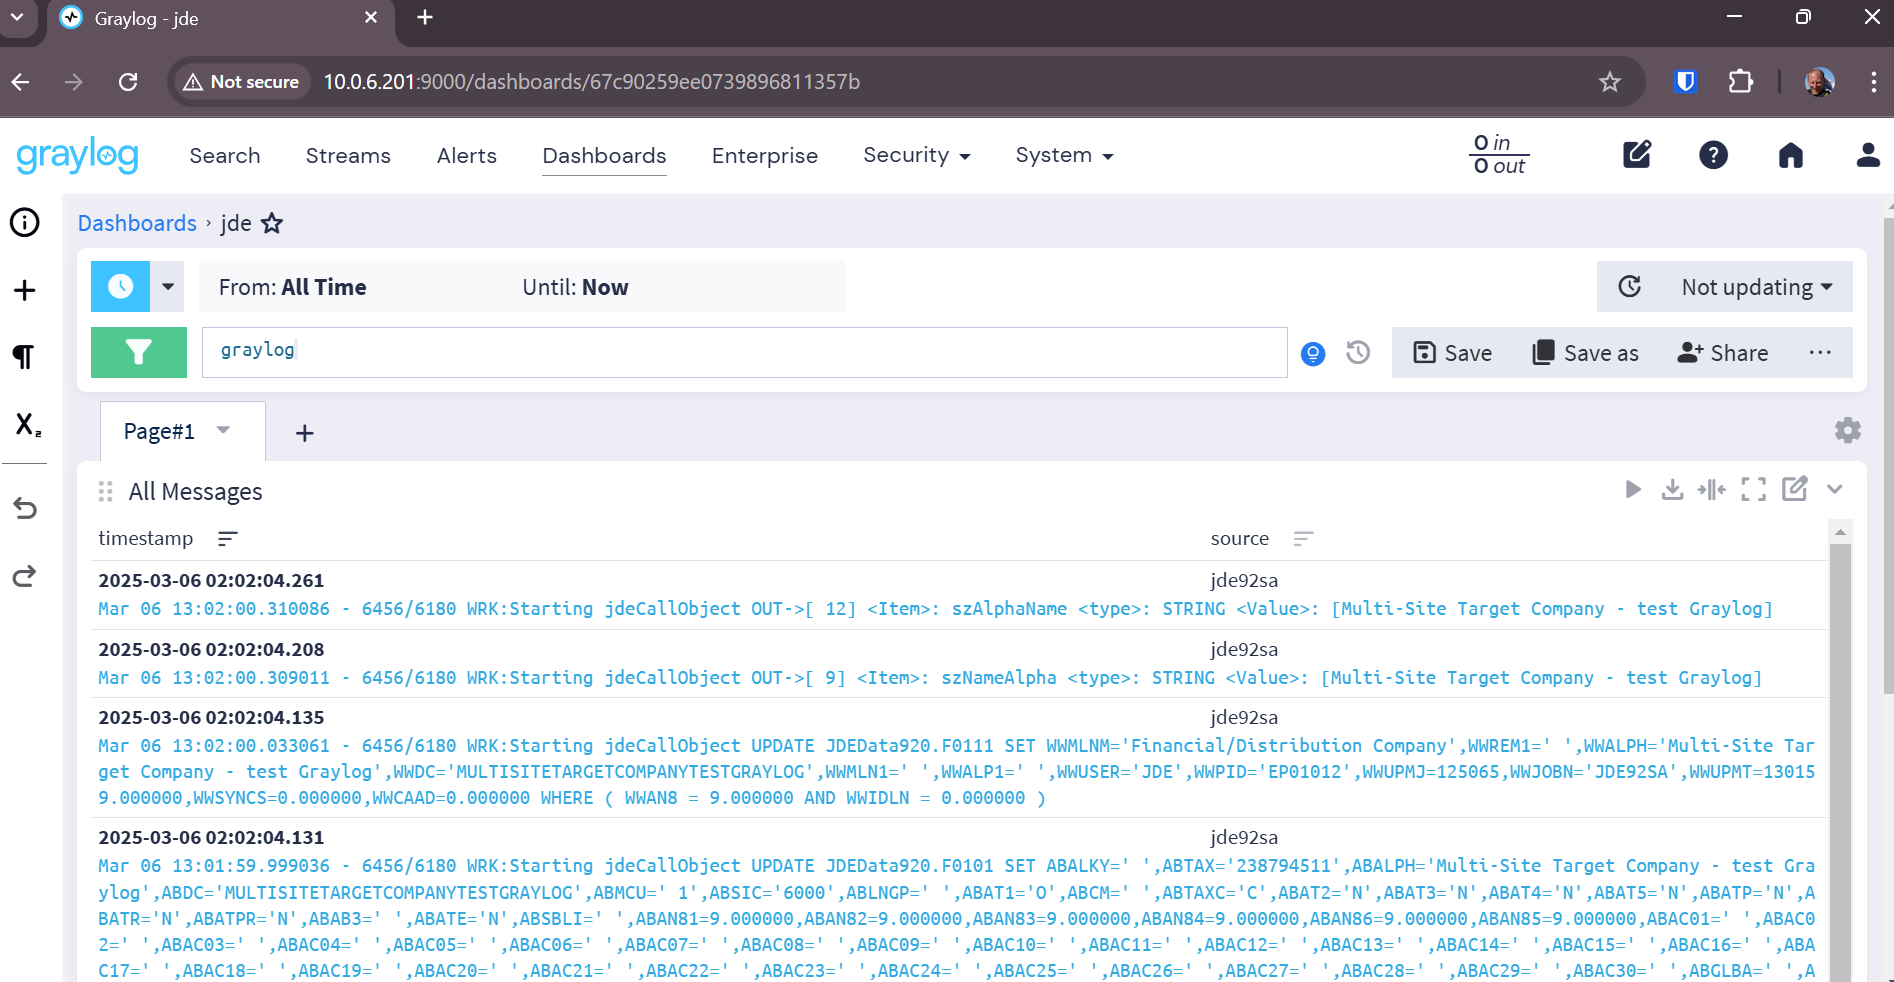 Graylog - jde
Not secure
10.0.6.201:9000/dashboards/67c90259ee0739896811357b
graylog
Search
Streams
Alerts
Dashboards
Enterprise
Security
System
0 in
0 out
Dashboards › jde
From: All Time
Until: Now
Not updating
graylog
Save
Save as
Share
Page#1
All Messages
timestamp
source
2025-03-06 02:02:04.261
jde92sa
Mar 06 13:02:00.310086 - 6456/6180 WRK:Starting jdeCallObject OUT->[ 12] <Item>: szAlphaName <type>: STRING <Value>: [Multi-Site Target Company - test Graylog]
2025-03-06 02:02:04.208
jde92sa
Mar 06 13:02:00.309011 - 6456/6180 WRK:Starting jdeCallObject OUT->[ 9] <Item>: szNameAlpha <type>: STRING <Value>: [Multi-Site Target Company - test Graylog]
2025-03-06 02:02:04.135
jde92sa
Mar 06 13:02:00.033061 - 6456/6180 WRK:Starting jdeCallObject UPDATE JDEData920.F0111 SET WWMLNM='Financial/Distribution Company',WWREM1=' ',WWALPH='Multi-Site Tar
get Company - test Graylog',WWDC='MULTISITETARGETCOMPANYTESTGRAYLOG',WWMLN1=' ',WWALP1=' ',WWUSER='JDE',WWPID='EP01012',WWUPMJ=125065,WWJOBN='JDE92SA',WWUPMT=13015
9.000000,WWSYNCS=0.000000,WWCAAD=0.000000 WHERE ( WWAN8 = 9.000000 AND WWIDLN = 0.000000 )
2025-03-06 02:02:04.131
jde92sa
Mar 06 13:01:59.999036 - 6456/6180 WRK:Starting jdeCallObject UPDATE JDEData920.F0101 SET ABALKY=' ',ABTAX='238794511',ABALPH='Multi-Site Target Company - test Gra
ylog',ABDC='MULTISITETARGETCOMPANYTESTGRAYLOG',ABMCU=' 1',ABSIC='6000',ABLNGP=' ',ABAT1='O',ABCM=' ',ABTAXC='C',ABAT2='N',ABAT3='N',ABAT4='N',ABAT5='N',ABATP='N',A
BATR='N',ABATPR='N',ABAB3=' ',ABATE='N',ABSBLI=' ',ABAN81=9.000000,ABAN82=9.000000,ABAN83=9.000000,ABAN84=9.000000,ABAN86=9.000000,ABAN85=9.000000,ABAC01=' ',ABAC0
2=' ',ABAC03=' ',ABAC04=' ',ABAC05=' ',ABAC06=' ',ABAC07=' ',ABAC08=' ',ABAC09=' ',ABAC10=' ',ABAC11=' ',ABAC12=' ',ABAC13=' ',ABAC14=' ',ABAC15=' ',ABAC16=' ',ABA
C17=' ',ABAC18=' ',ABAC19=' ',ABAC20=' ',ABAC21=' ',ABAC22=' ',ABAC23=' ',ABAC24=' ',ABAC25=' ',ABAC26=' ',ABAC27=' ',ABAC28=' ',ABAC29=' ',ABAC30=' ',ABGLBA=' ',A